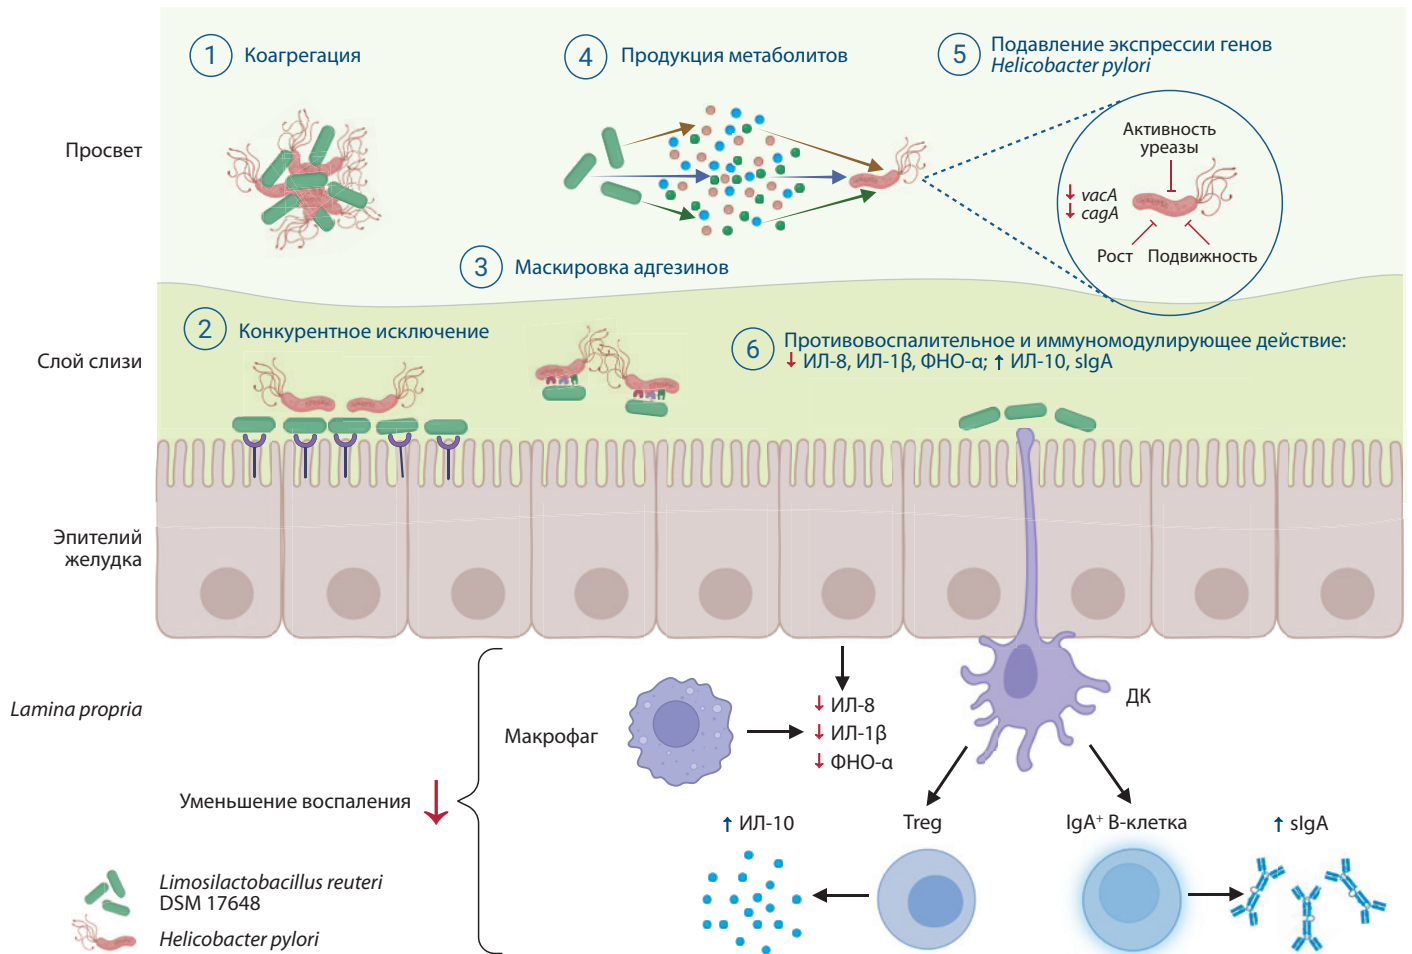 1 Коагрегация
4 Продукция метаболитов
5 Подавление экспрессии генов
Helicobacter pylori
Активность
уреазы
↓ vacA
↓ cagA
Рост Подвижность
Просвет
3 Маскировка адгезинов
2 Конкурентное исключение
6 Противовоспалительное и иммуномодулирующее действие:
↓ ИЛ-8, ИЛ-1β, ФНО-α; ↑ ИЛ-10, sIgA
Слой слизи
Эпителий
желудка
Lamina propria
Макрофаг
↓ ИЛ-8
↓ ИЛ-1β
↓ ФНО-α
ДК
Уменьшение воспаления ↓
↑ ИЛ-10
Treg
IgA⁺ В-клетка
↑ sIgA
Limosilactobacillus reuteri
DSM 17648
Helicobacter pylori